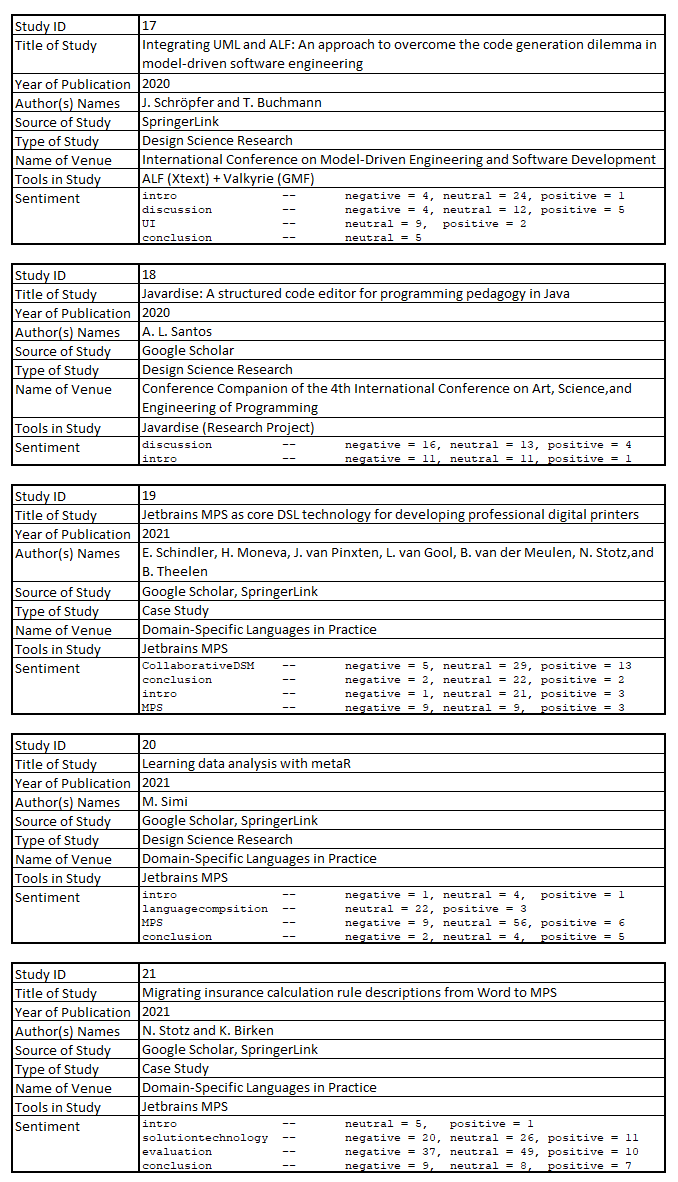 Study ID 17
Title of Study Integrating UML and ALF: An approach to overcome the code generation dilemma in
model-driven software engineering
Year of Publication 2020
Author(s) Names J. Schröpfer and T. Buchmann
Source of Study SpringerLink
Type of Study Design Science Research
Name of Venue International Conference on Model-Driven Engineering and Software Development
Tools in Study ALF (Xtext) + Valkyrie (GMF)
Sentiment intro -- negative = 4, neutral = 24, positive = 1
discussion -- negative = 4, neutral = 12, positive = 5
UI -- neutral = 9, positive = 2
conclusion -- neutral = 5
Study ID 18
Title of Study Javardise: A structured code editor for programming pedagogy in Java
Year of Publication 2020
Author(s) Names A. L. Santos
Source of Study Google Scholar
Type of Study Design Science Research
Name of Venue Conference Companion of the 4th International Conference on Art, Science,and
Engineering of Programming
Tools in Study Javardise (Research Project)
Sentiment discussion -- negative = 16, neutral = 13, positive = 4
intro -- negative = 11, neutral = 11, positive = 1
Study ID 19
Title of Study Jetbrains MPS as core DSL technology for developing professional digital printers
Year of Publication 2021
Author(s) Names E. Schindler, H. Moneva, J. van Pinxten, L. van Gool, B. van der Meulen, N. Stotz,and
B. Theelen
Source of Study Google Scholar, SpringerLink
Type of Study Case Study
Name of Venue Domain-Specific Languages in Practice
Tools in Study Jetbrains MPS
Sentiment CollaborativeDSM -- negative = 5, neutral = 29, positive = 13
conclusion -- negative = 2, neutral = 22, positive = 2
intro -- negative = 1, neutral = 21, positive = 3
MPS -- negative = 9, neutral = 9, positive = 3
Study ID 20
Title of Study Learning data analysis with metaR
Year of Publication 2021
Author(s) Names M. Simi
Source of Study Google Scholar, SpringerLink
Type of Study Design Science Research
Name of Venue Domain-Specific Languages in Practice
Tools in Study Jetbrains MPS
Sentiment intro -- negative = 1, neutral = 4, positive = 1
languagecompsition -- neutral = 22, positive = 3
MPS -- negative = 9, neutral = 56, positive = 6
conclusion -- negative = 2, neutral = 4, positive = 5
Study ID 21
Title of Study Migrating insurance calculation rule descriptions from Word to MPS
Year of Publication 2021
Author(s) Names N. Stotz and K. Birken
Source of Study Google Scholar, SpringerLink
Type of Study Case Study
Name of Venue Domain-Specific Languages in Practice
Tools in Study Jetbrains MPS
Sentiment intro -- neutral = 5, positive = 1
solutiontechnology -- negative = 20, neutral = 26, positive = 11
evaluation -- negative = 37, neutral = 49, positive = 10
conclusion -- negative = 9, neutral = 8, positive = 7